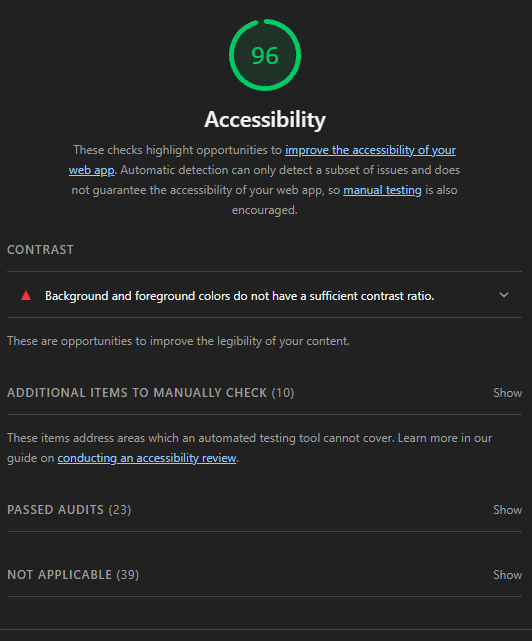 96
Accessibility
These checks highlight opportunities to improve the accessibility of your
web app. Automatic detection can only detect a subset of issues and does
not guarantee the accessibility of your web app, so manual testing is also
encouraged.
CONTRAST
Background and foreground colors do not have a sufficient contrast ratio.
These are opportunities to improve the legibility of your content.
ADDITIONAL ITEMS TO MANUALLY CHECK (10) Show
These items address areas which an automated testing tool cannot cover. Learn more in our
guide on conducting an accessibility review.
PASSED AUDITS (23) Show
NOT APPLICABLE (39) Show